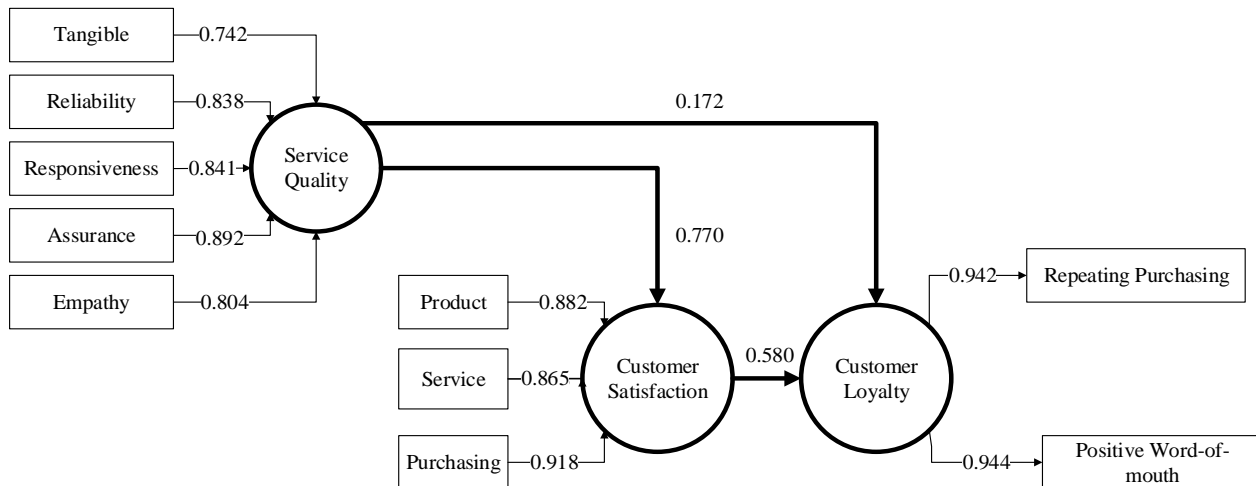 Tangible
0.742
Reliability
0.838
0.172
Service
Quality
Responsiveness
0.841
Assurance
0.892
0.770
Empathy
0.804
Product
0.882
0.942
Repeating Purchasing
Service
0.865
Customer
Satisfaction
0.580
Customer
Loyalty
Purchasing
0.918
0.944
Positive Word-of-
mouth